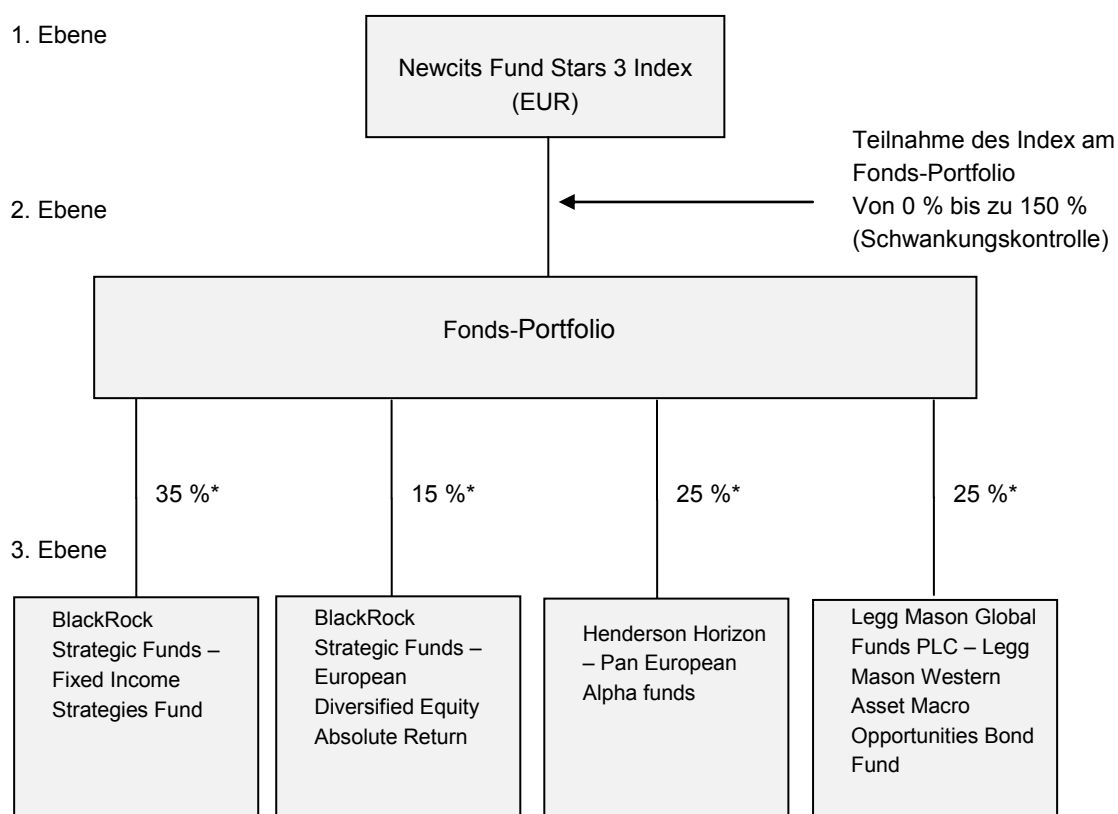 1. Ebene
Newcits Fund Stars 3 Index
(EUR)
Teilnahme des Index am
Fonds-Portfolio
Von 0 % bis zu 150 %
(Schwankungskontrolle)
2. Ebene
Fonds-Portfolio
35 %*
15 %*
25 %*
25 %*
3. Ebene
BlackRock
Strategic Funds –
Fixed Income
Strategies Fund
BlackRock
Strategic Funds –
European
Diversified Equity
Absolute Return
Henderson Horizon
– Pan European
Alpha funds
Legg Mason Global
Funds PLC – Legg
Mason Western
Asset Macro
Opportunities Bond
Fund